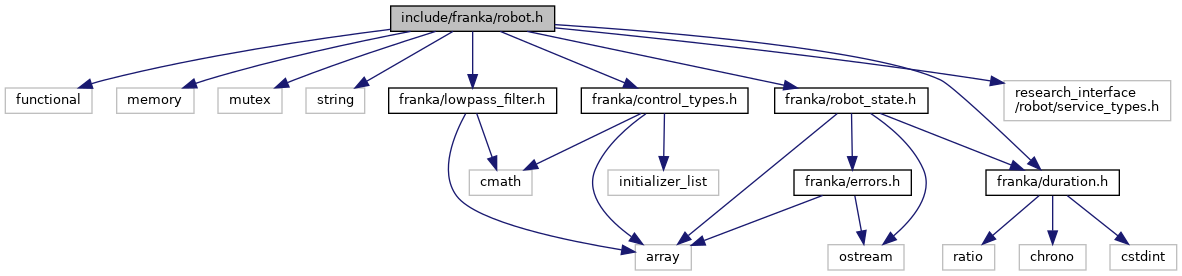 include/franka/robot.h
functional
memory
mutex
string
franka/lowpass_filter.h
franka/control_types.h
franka/robot_state.h
research_interface
/robot/service_types.h
cmath
initializer_list
franka/errors.h
franka/duration.h
array
ostream
ratio
chrono
cstdint